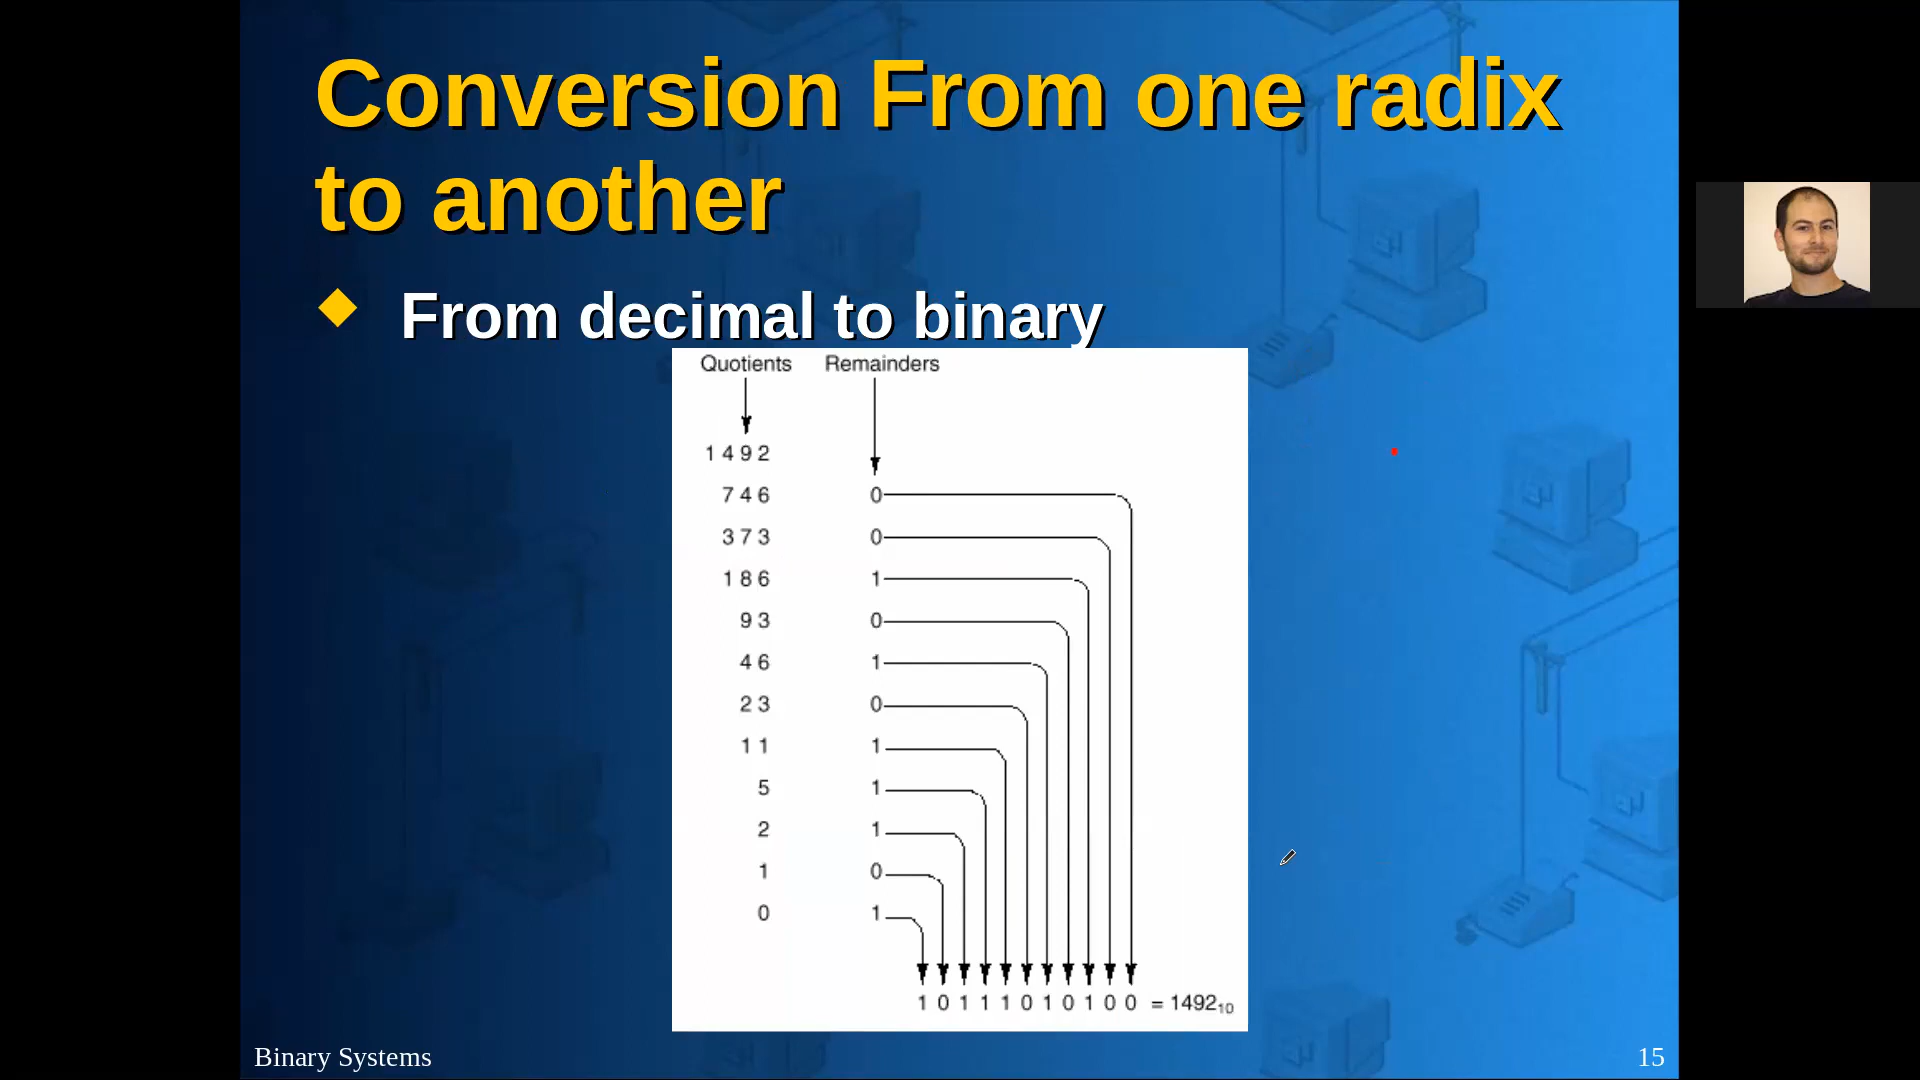 Conversion From one radix
to another
From decimal to binary
Quotients Remainders
1 4 9 2
7 4 6 0
3 7 3 0
1 8 6 1
9 3 0
4 6 1
2 3 0
1 1 1
5 1
2 1
1 0
0 1
1 0 1 1 1 0 1 0 1 0 0 = 1492₁₀
Binary Systems 15